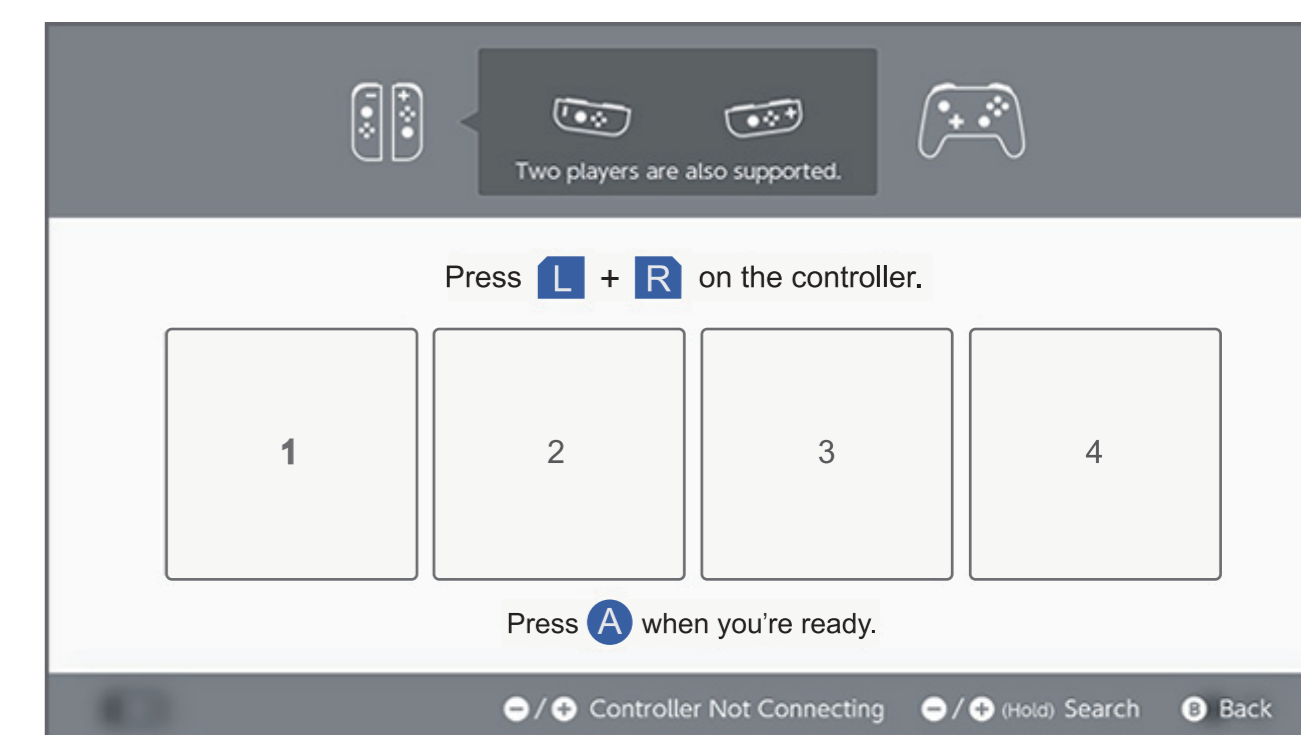 Two players are also supported.
Press L + R on the controller.
1 2 3 4
Press A when you're ready.
/ Controller Not Connecting / (Hold) Search B Back